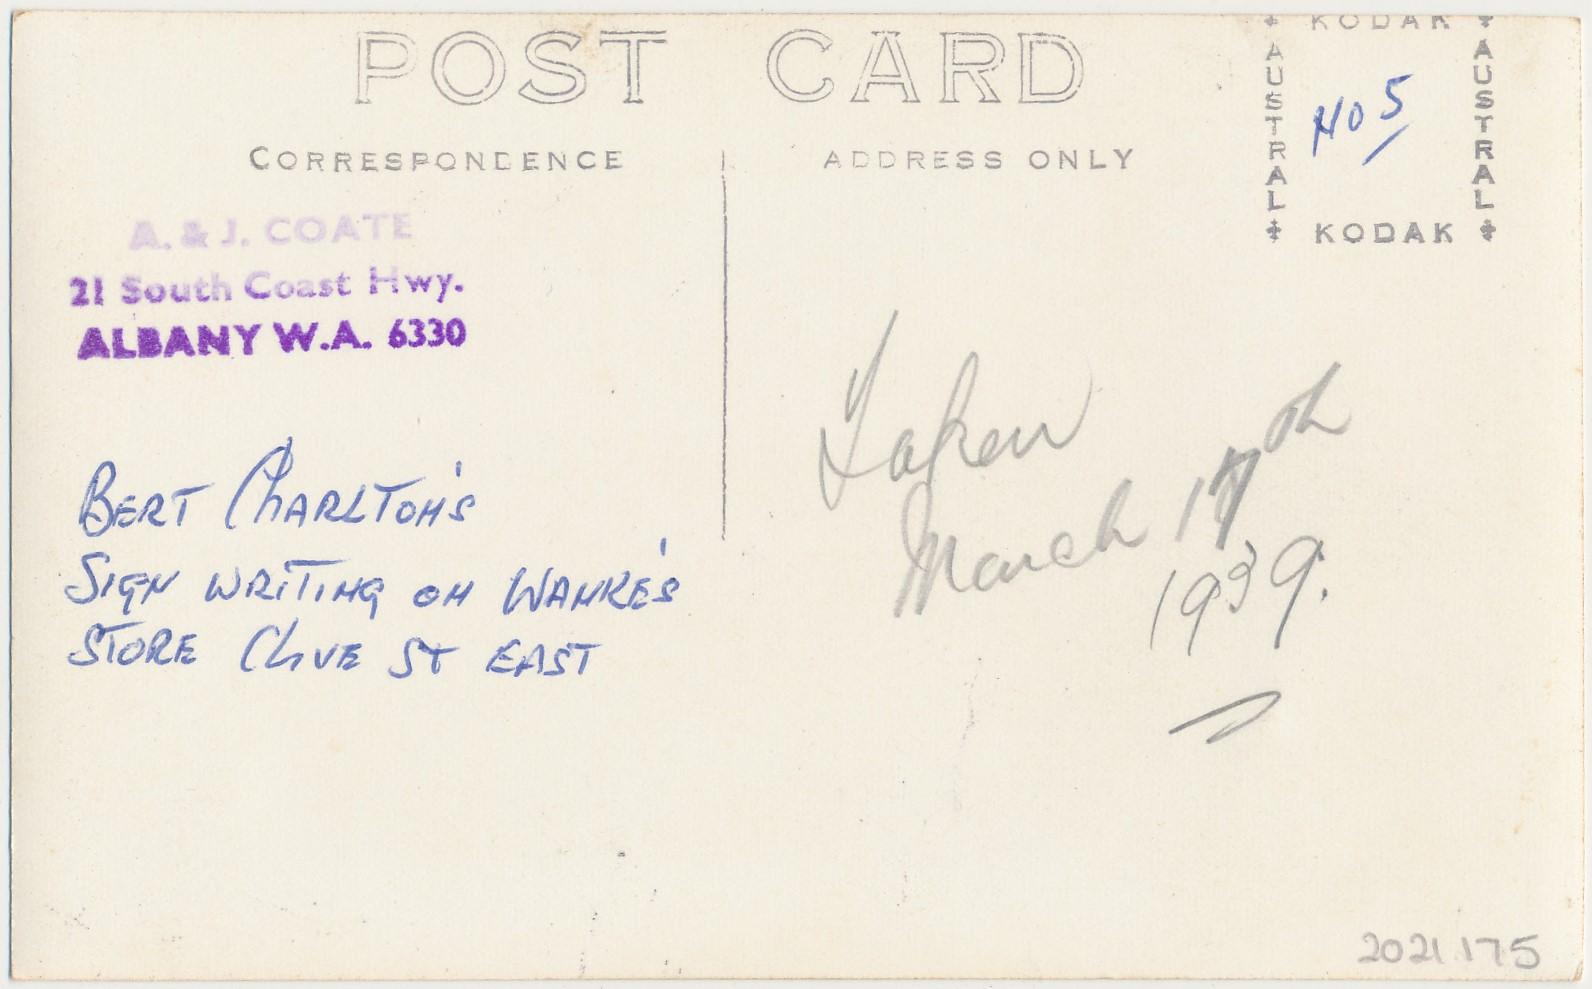 POST CARD
CORRESPONDENCE
ADDRESS ONLY
KODAK
AUSTRAL
NO 5
AUSTRAL
KODAK
A. & J. COATE
21 South Coast Hwy.
ALBANY W.A. 6330
BERT CHARLTON'S
SIGN WRITING ON WANKE'S
STORE CLIVE ST EAST
Taken
March 17th
1939.
2021.175